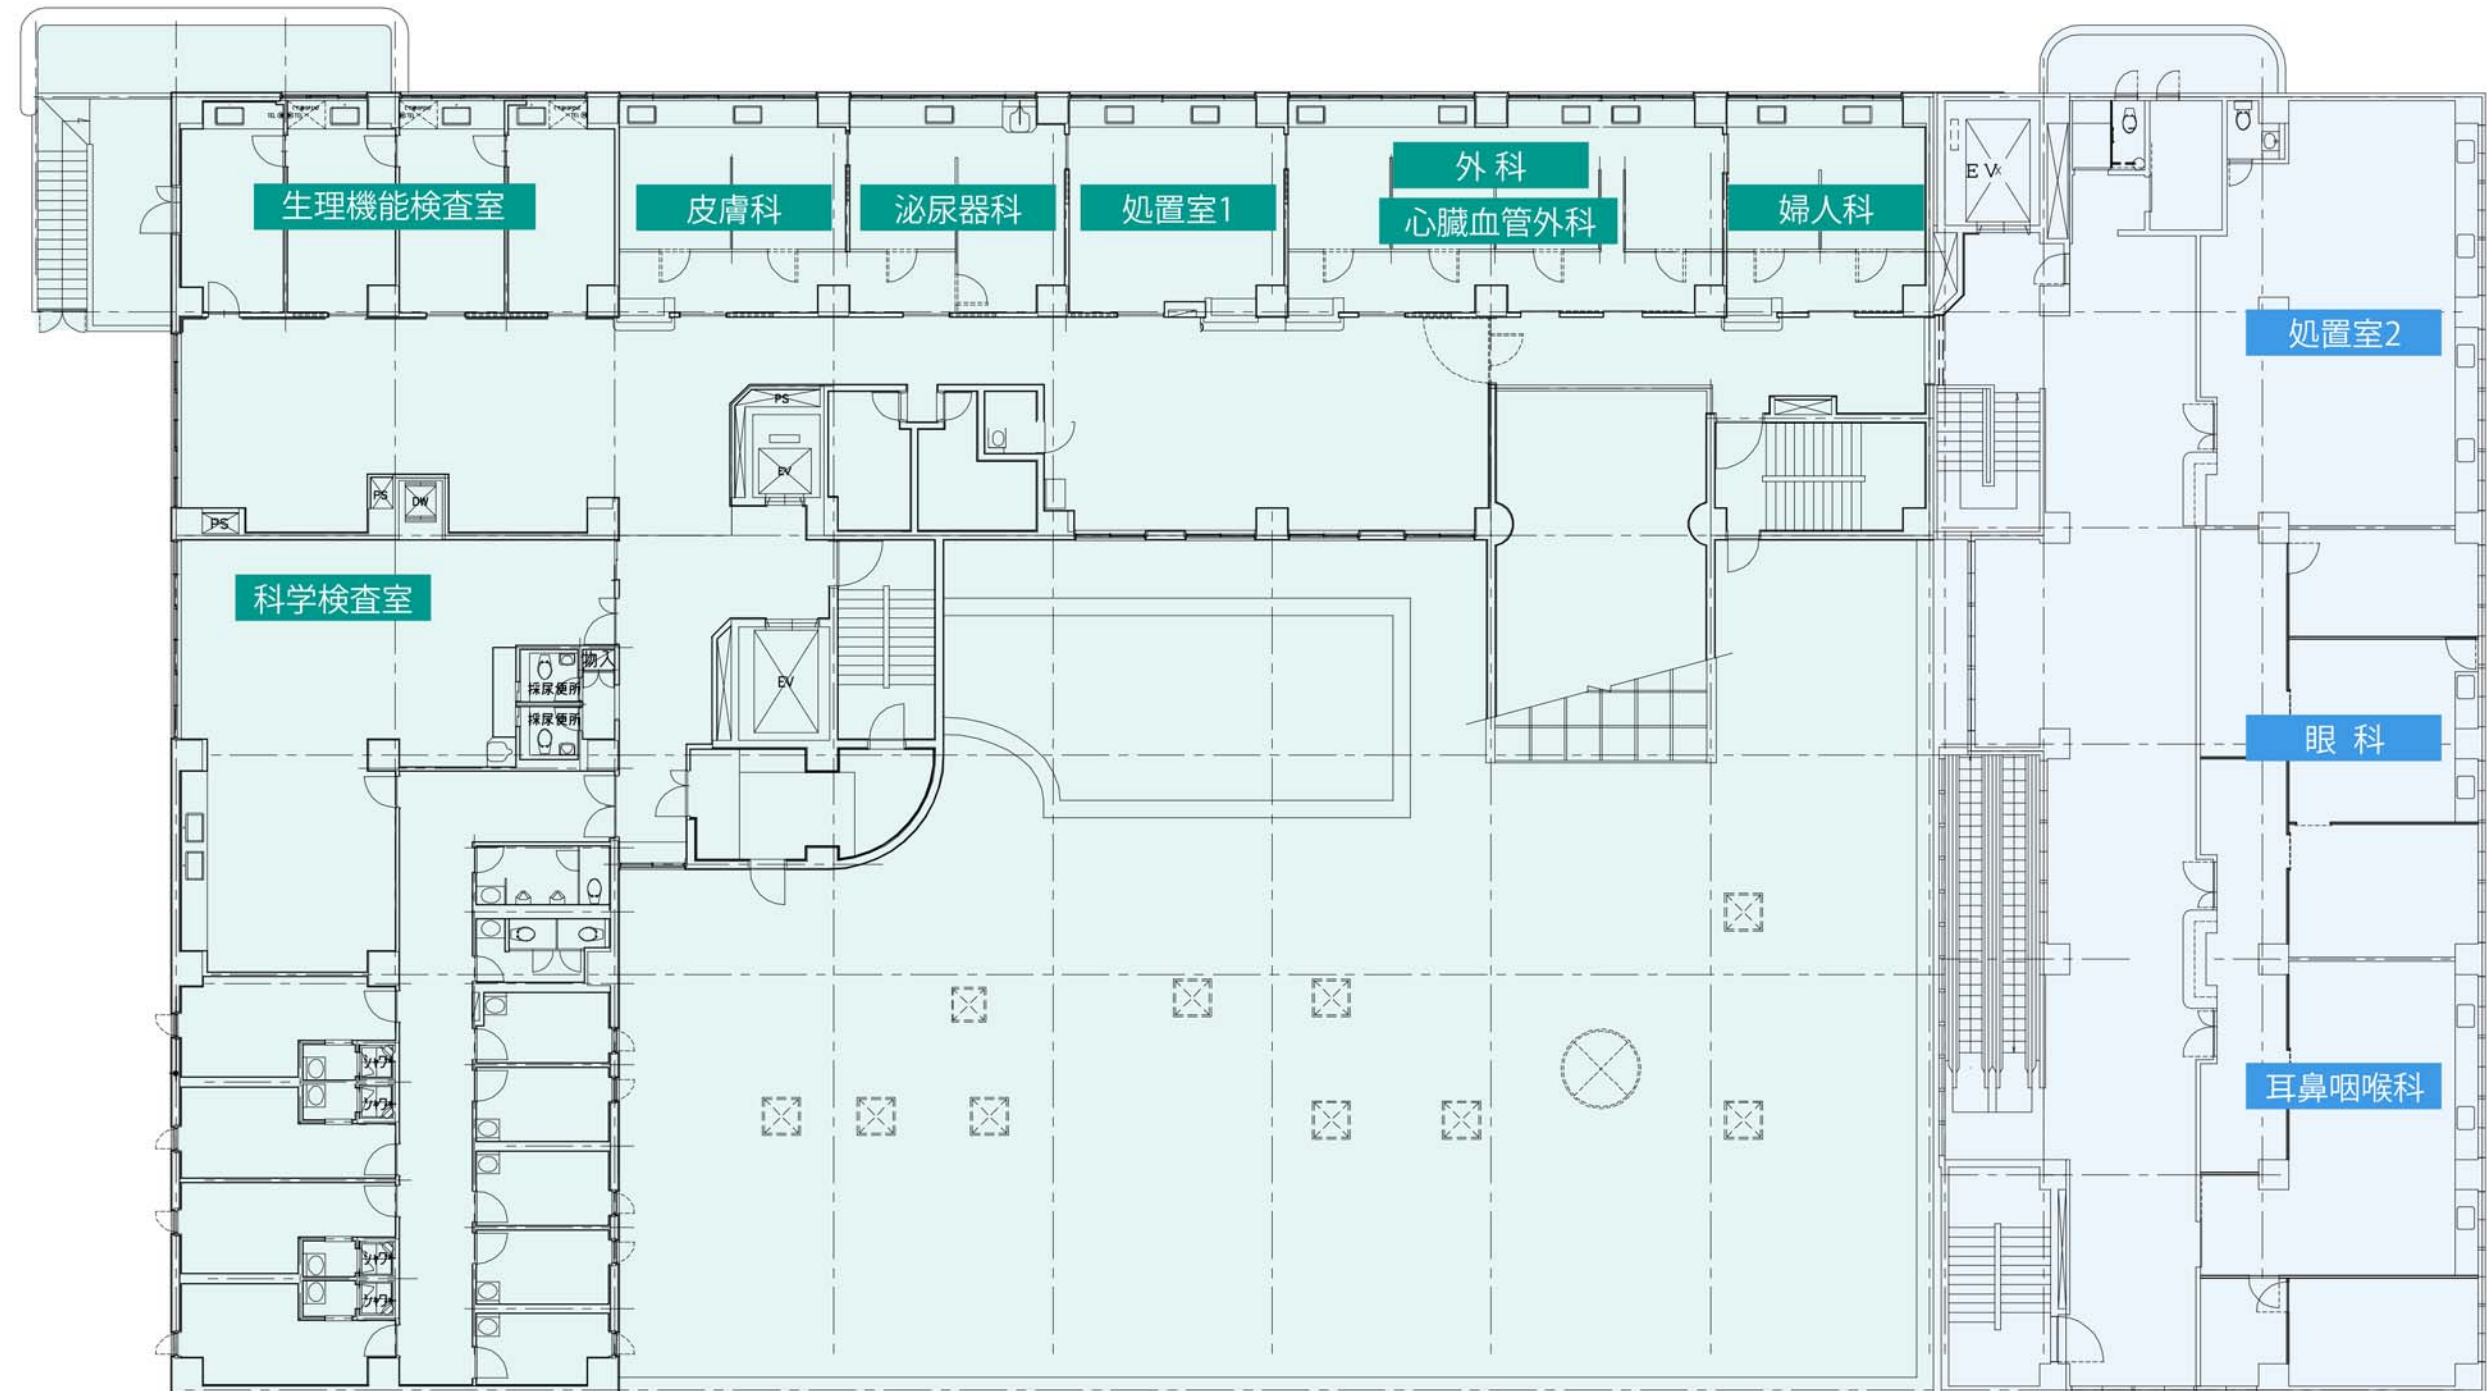 生理機能検査室
皮膚科
泌尿器科
処置室1
外 科
心臓血管外科
婦人科
EV
処置室2
PS
EV
PS
DW
PS
科学検査室
物入
採尿便所
採尿便所
EV
眼 科
耳鼻咽喉科
シャワー
シャワー
シャワー
シャワー